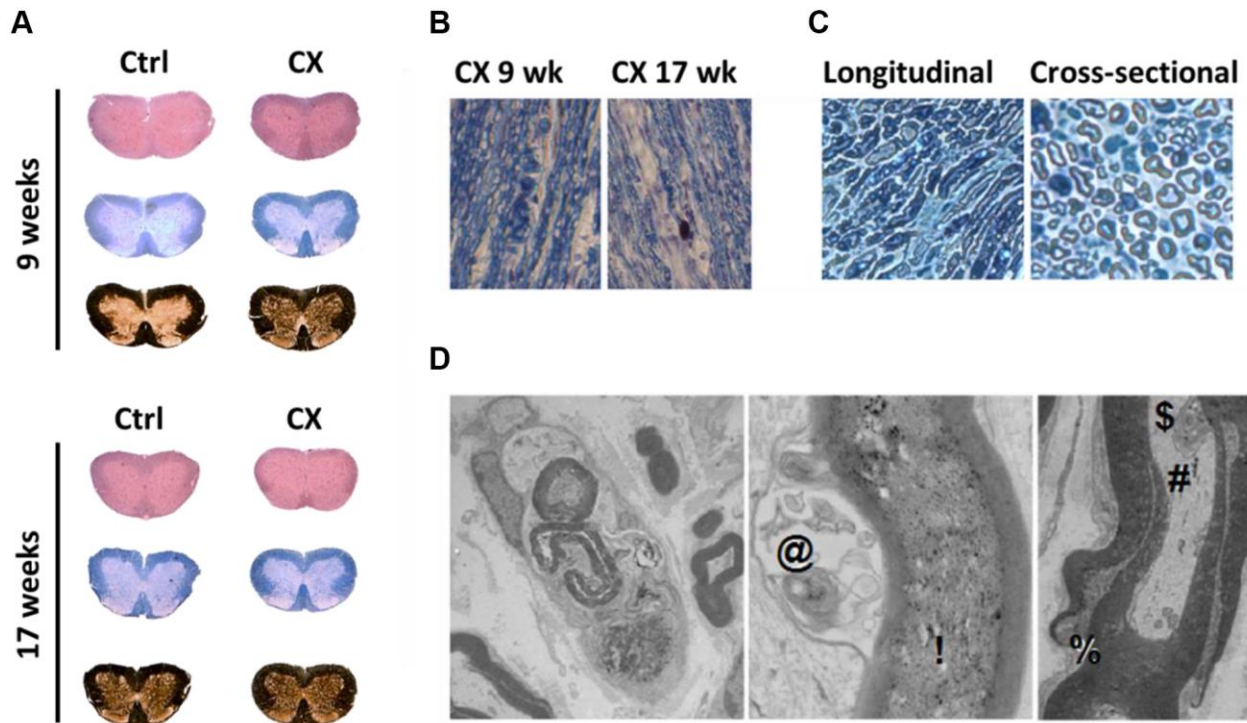 A
Ctrl CX
9 weeks
Ctrl CX
17 weeks
B
CX 9 wk CX 17 wk
C
Longitudinal Cross-sectional
D
@
!
$
#
%